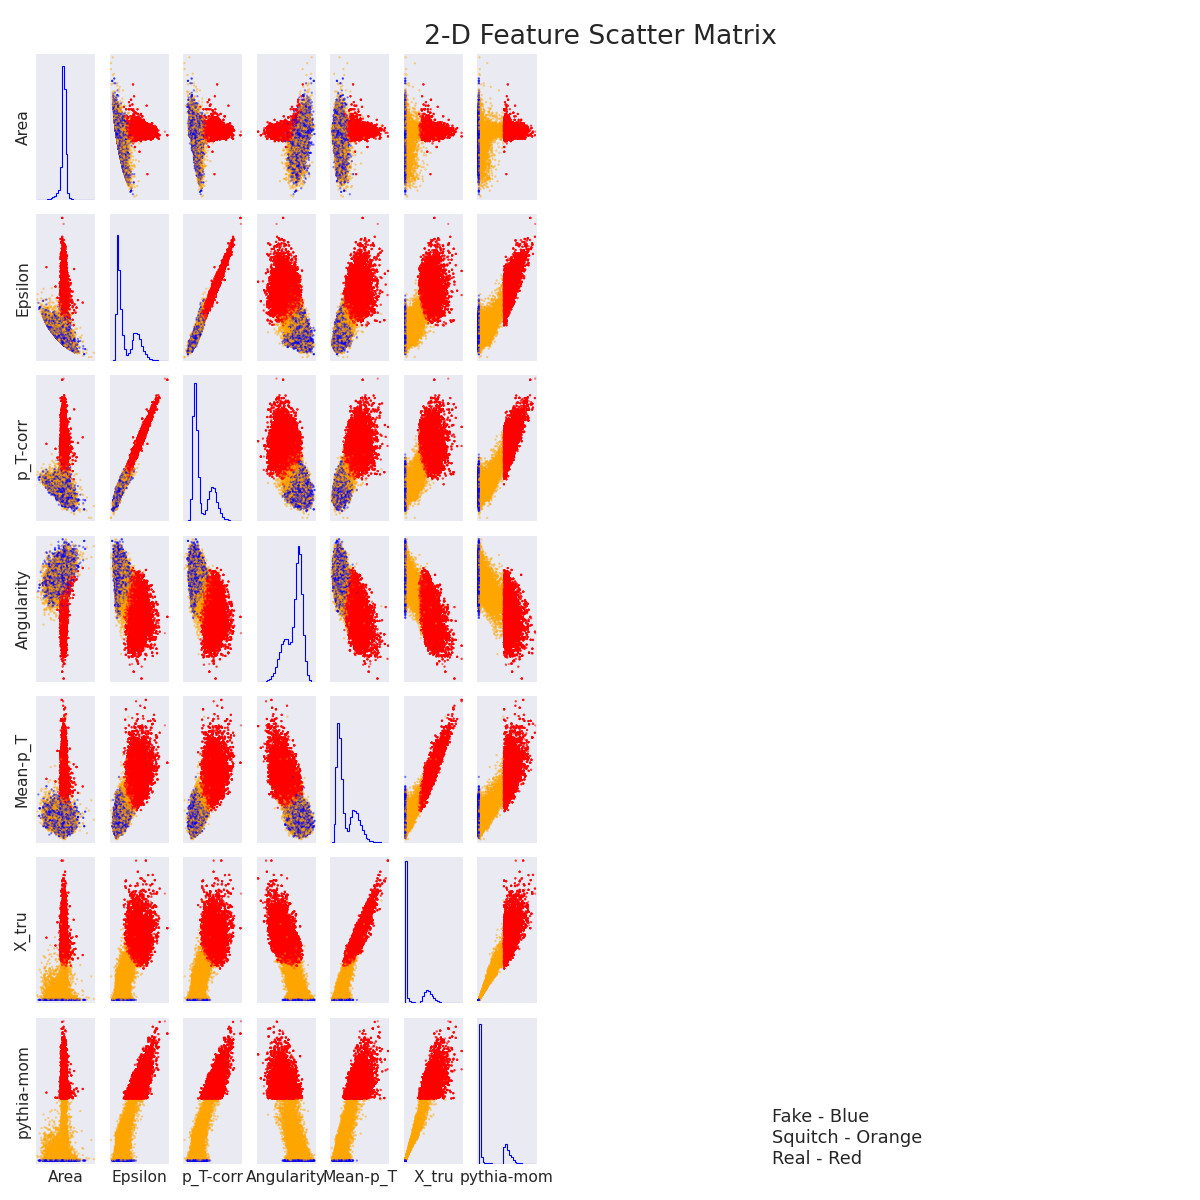 2-D Feature Scatter Matrix
Area
Epsilon
p_T-corr
Angularity
Mean-p_T
X_tru
pythia-mom
Area
Epsilon
p_T-corr
Angularity
Mean-p_T
X_tru
pythia-mom
Fake - Blue
Squitch - Orange
Real - Red